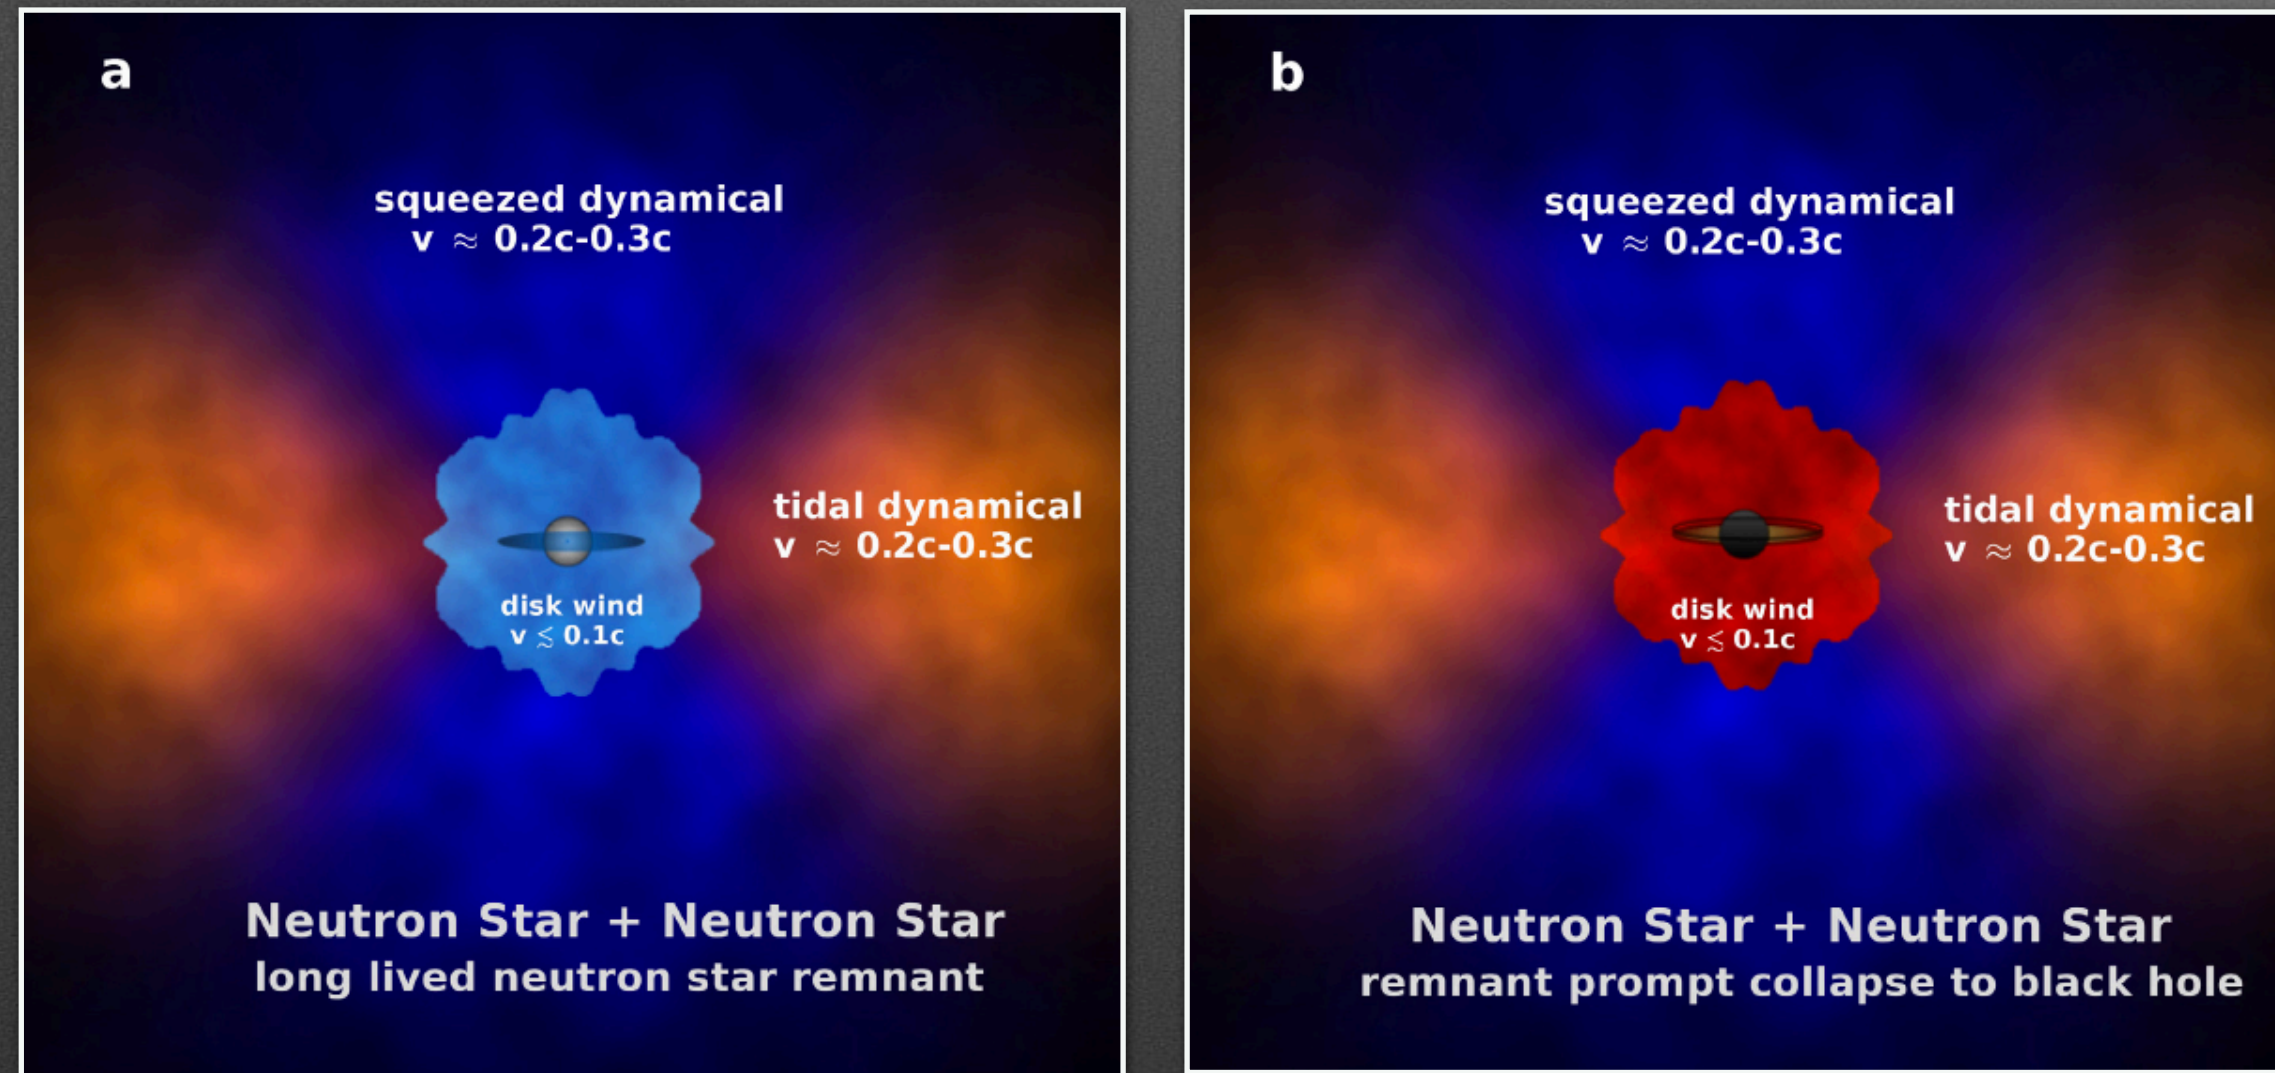 a
squeezed dynamical
v ≈ 0.2c-0.3c
tidal dynamical
v ≈ 0.2c-0.3c
disk wind
v ≲ 0.1c
Neutron Star + Neutron Star
long lived neutron star remnant
b
squeezed dynamical
v ≈ 0.2c-0.3c
tidal dynamical
v ≈ 0.2c-0.3c
disk wind
v ≲ 0.1c
Neutron Star + Neutron Star
remnant prompt collapse to black hole